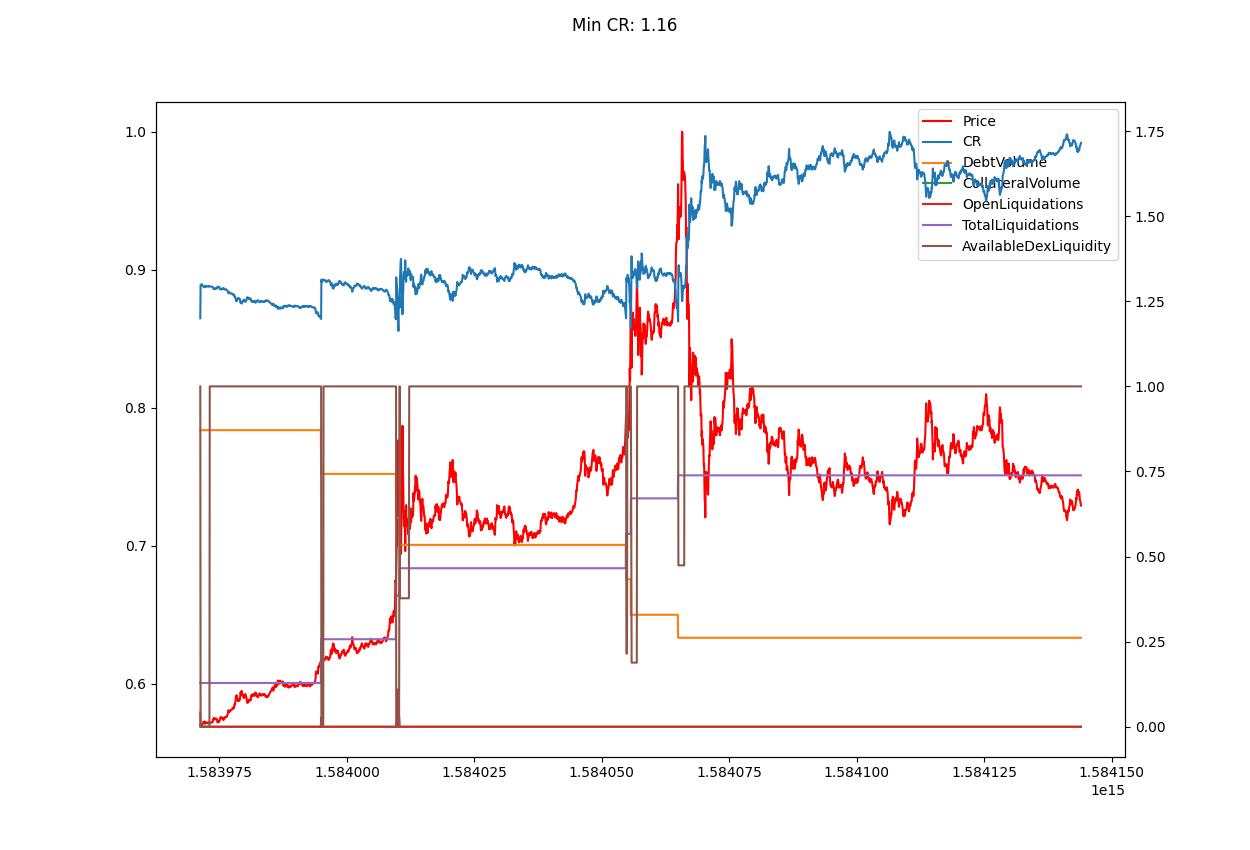 Min CR: 1.16
1.0
0.9
0.8
0.7
0.6
1.75
1.50
1.25
1.00
0.75
0.50
0.25
0.00
Price
CR
DebtVolume
CollateralVolume
OpenLiquidations
TotalLiquidations
AvailableDexLiquidity
1.583975 1.584000 1.584025 1.584050 1.584075 1.584100 1.584125 1.584150
1e15